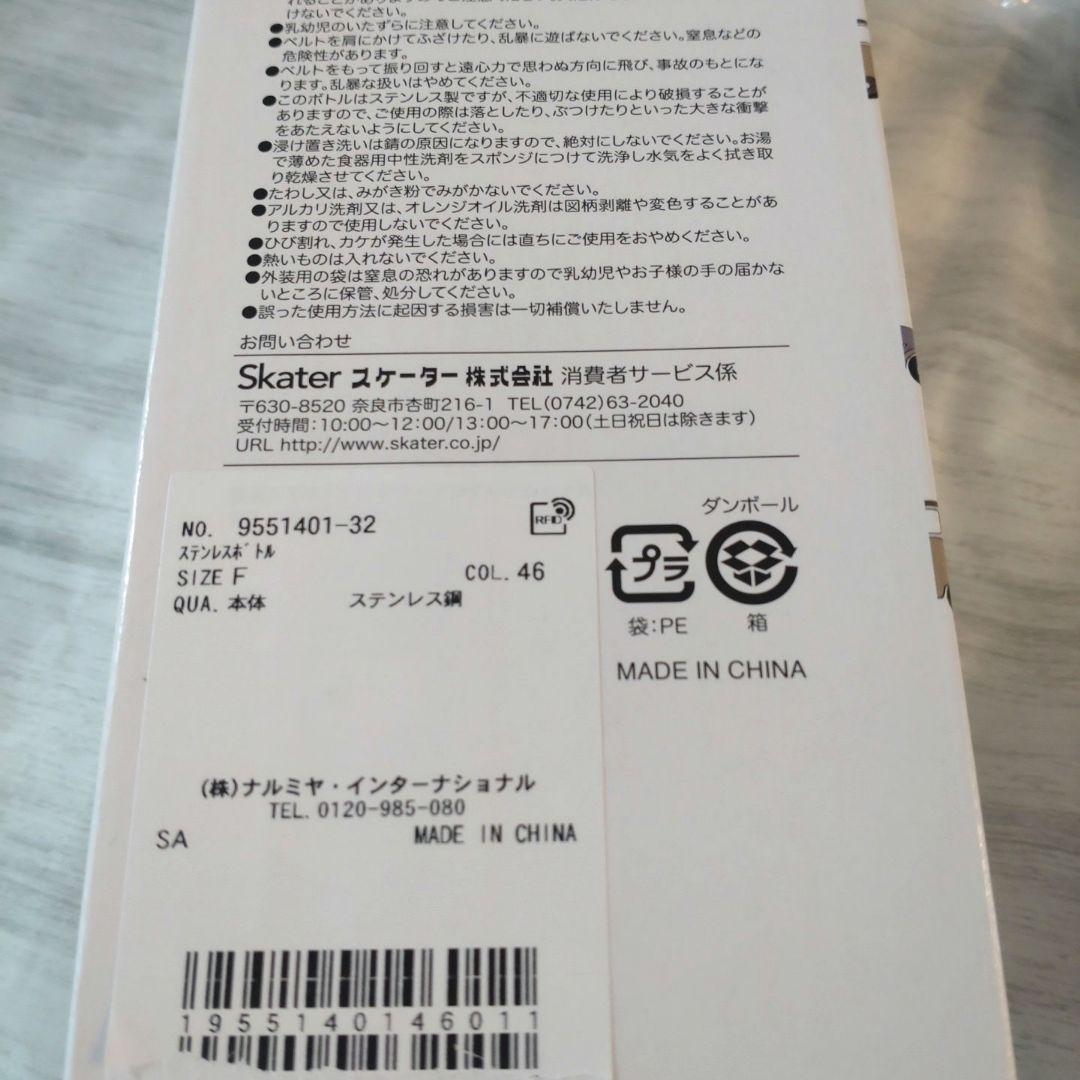 けないでください。
●乳幼児のいたずらに注意してください。
●ベルトを肩にかけてふざけたり、乱暴に遊ばないでください。窒息などの
危険性があります。
●ベルトをもって振り回すと遠心力で思わぬ方向に飛び、事故のもとにな
ります。乱暴な扱いはやめてください。
●このボトルはステンレス製ですが、不適切な使用により破損することが
ありますので、ご使用の際は落としたり、ぶつけたりといった大きな衝撃
をあたえないようにしてください。
●浸け置き洗いは錆の原因になりますので、絶対にしないでください。お湯
で薄めた食器用中性洗剤をスポンジにつけて洗浄し水気をよく拭き取
り乾燥させてください。
●たわし又は、みがき粉でみがかないでください。
●アルカリ洗剤又は、オレンジオイル洗剤は図柄剥離や変色することがあ
りますので使用しないでください。
●ひび割れ、カケが発生した場合には直ちにご使用をおやめください。
●熱いものは入れないでください。
●外装用の袋は窒息の恐れがありますので乳幼児やお子様の手の届かな
いところに保管、処分してください。
●誤った使用方法に起因する損害は一切補償いたしません。
お問い合わせ
Skater スケーター株式会社 消費者サービス係
〒630-8520 奈良市杏町216-1 TEL(0742)63-2040
受付時間:10:00〜12:00/13:00〜17:00(土日祝日は除きます)
URL http://www.skater.co.jp/
NO. 9551401-32
RFID
ステンレスボトル
SIZE F COL. 46
QUA. 本体 ステンレス鋼
(株)ナルミヤ・インターナショナル
TEL. 0120-985-080
SA MADE IN CHINA
1955140146011
ダンボール
プラ
袋:PE 箱
MADE IN CHINA